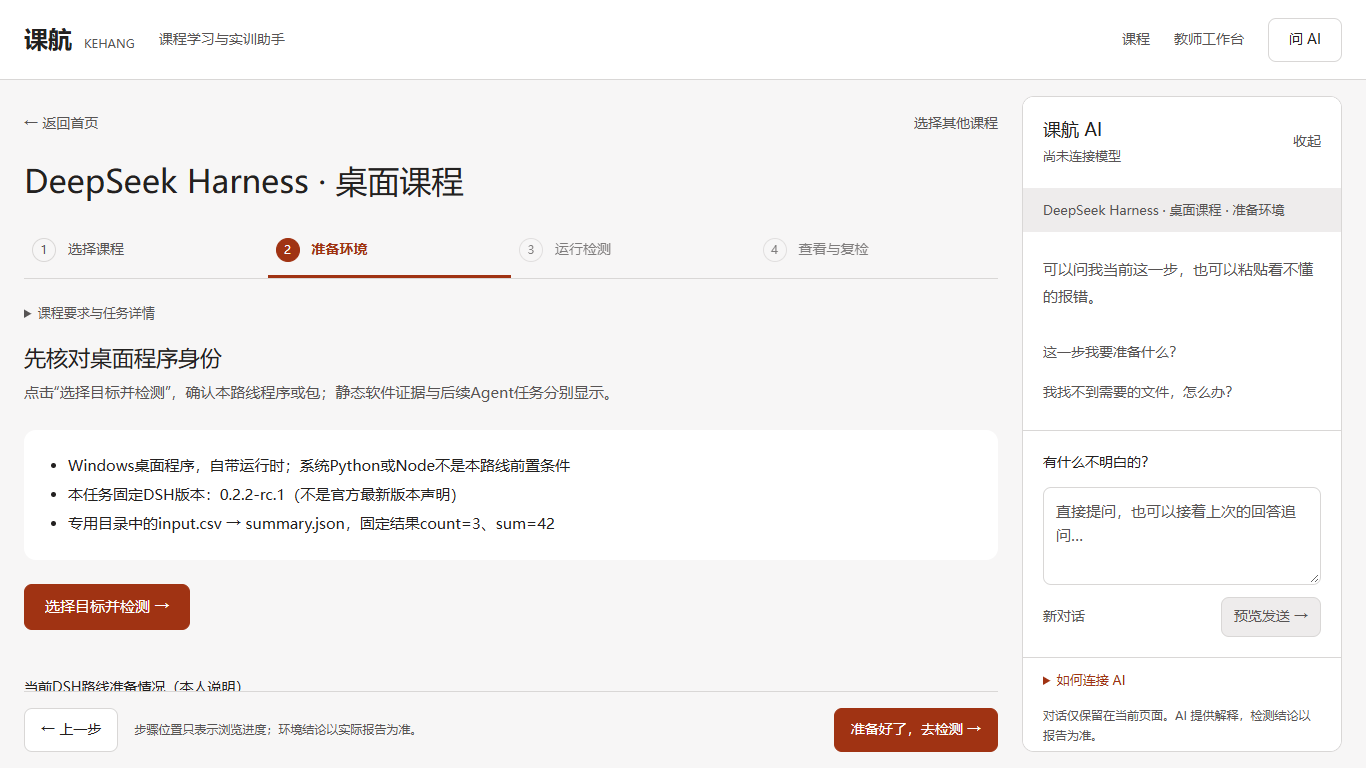 课航 KEHANG 课程学习与实训助手 课程 教师工作台 问 AI
← 返回首页 选择其他课程
DeepSeek Harness · 桌面课程
1 选择课程 2 准备环境 3 运行检测 4 查看与复检
▶ 课程要求与任务详情
先核对桌面程序身份
点击“选择目标并检测”，确认本路线程序或包；静态软件证据与后续Agent任务分别显示。
• Windows桌面程序，自带运行时；系统Python或Node不是本路线前置条件
• 本任务固定DSH版本：0.2.2-rc.1（不是官方最新版本声明）
• 专用目录中的input.csv → summary.json，固定结果count=3、sum=42
选择目标并检测 →
当前DSH路线准备情况（本人说明）
← 上一步 步骤位置只表示浏览进度；环境结论以实际报告为准。 准备好了，去检测 →
课航 AI
尚未连接模型
收起
DeepSeek Harness · 桌面课程 · 准备环境
可以问我当前这一步，也可以粘贴看不懂
的报错。
这一步我要准备什么？
我找不到需要的文件，怎么办？
有什么不明白的？
直接提问，也可以接着上次的回答追
问...
新对话 预览发送 →
▶ 如何连接 AI
对话仅保留在当前页面。AI 提供解释，检测结论以
报告为准。